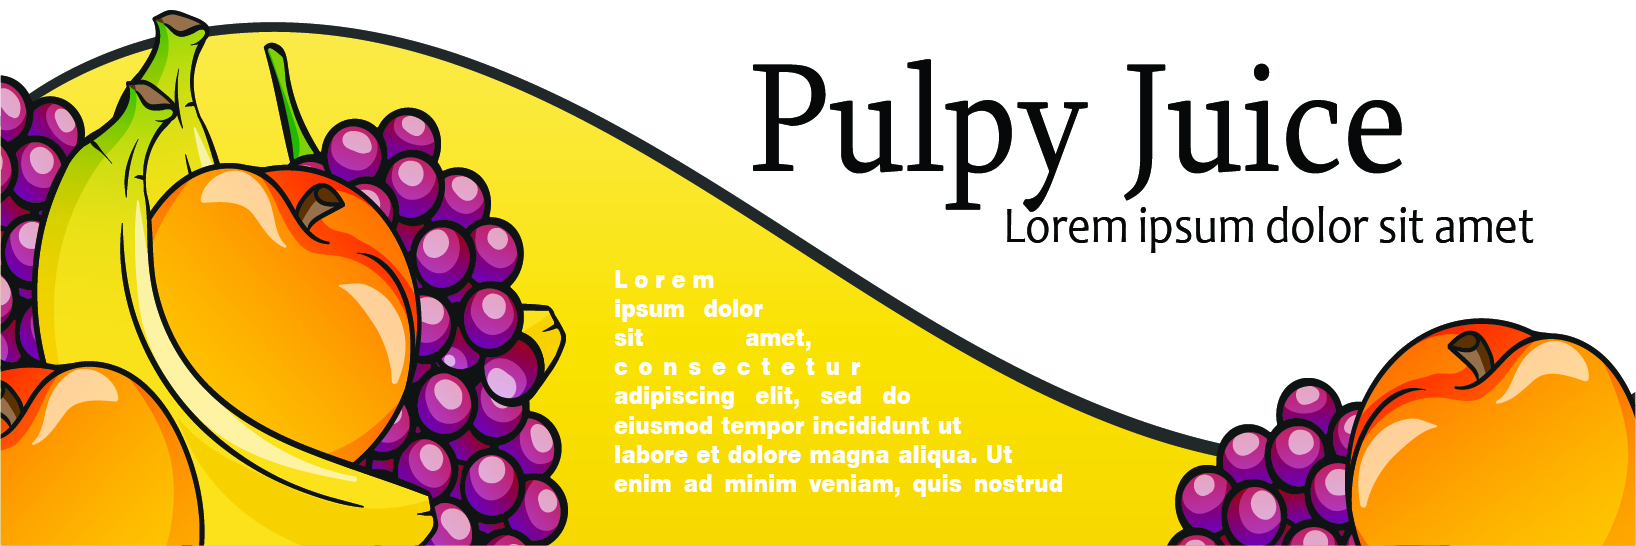 Pulpy Juice
Lorem ipsum dolor sit amet
Lorem
ipsum dolor
sit amet,
consectetur
adipiscing elit, sed do
eiusmod tempor incididunt ut
labore et dolore magna aliqua. Ut
enim ad minim veniam, quis nostrud